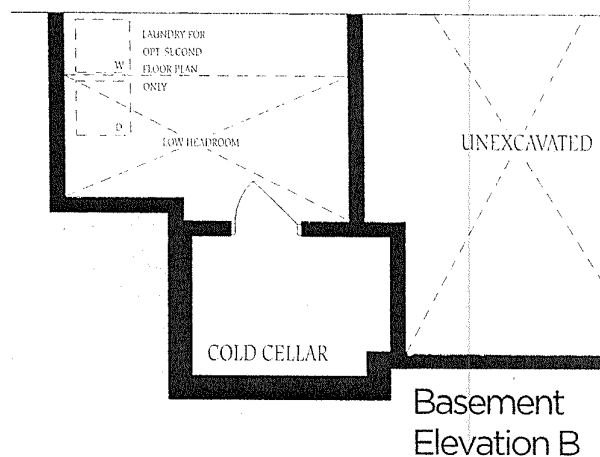 LAUNDRY FOR
OPT. SECOND
FLOOR PLAN
ONLY
W
D
LOW HEADROOM
UNEXCAVATED
COLD CELLAR
Basement
Elevation B